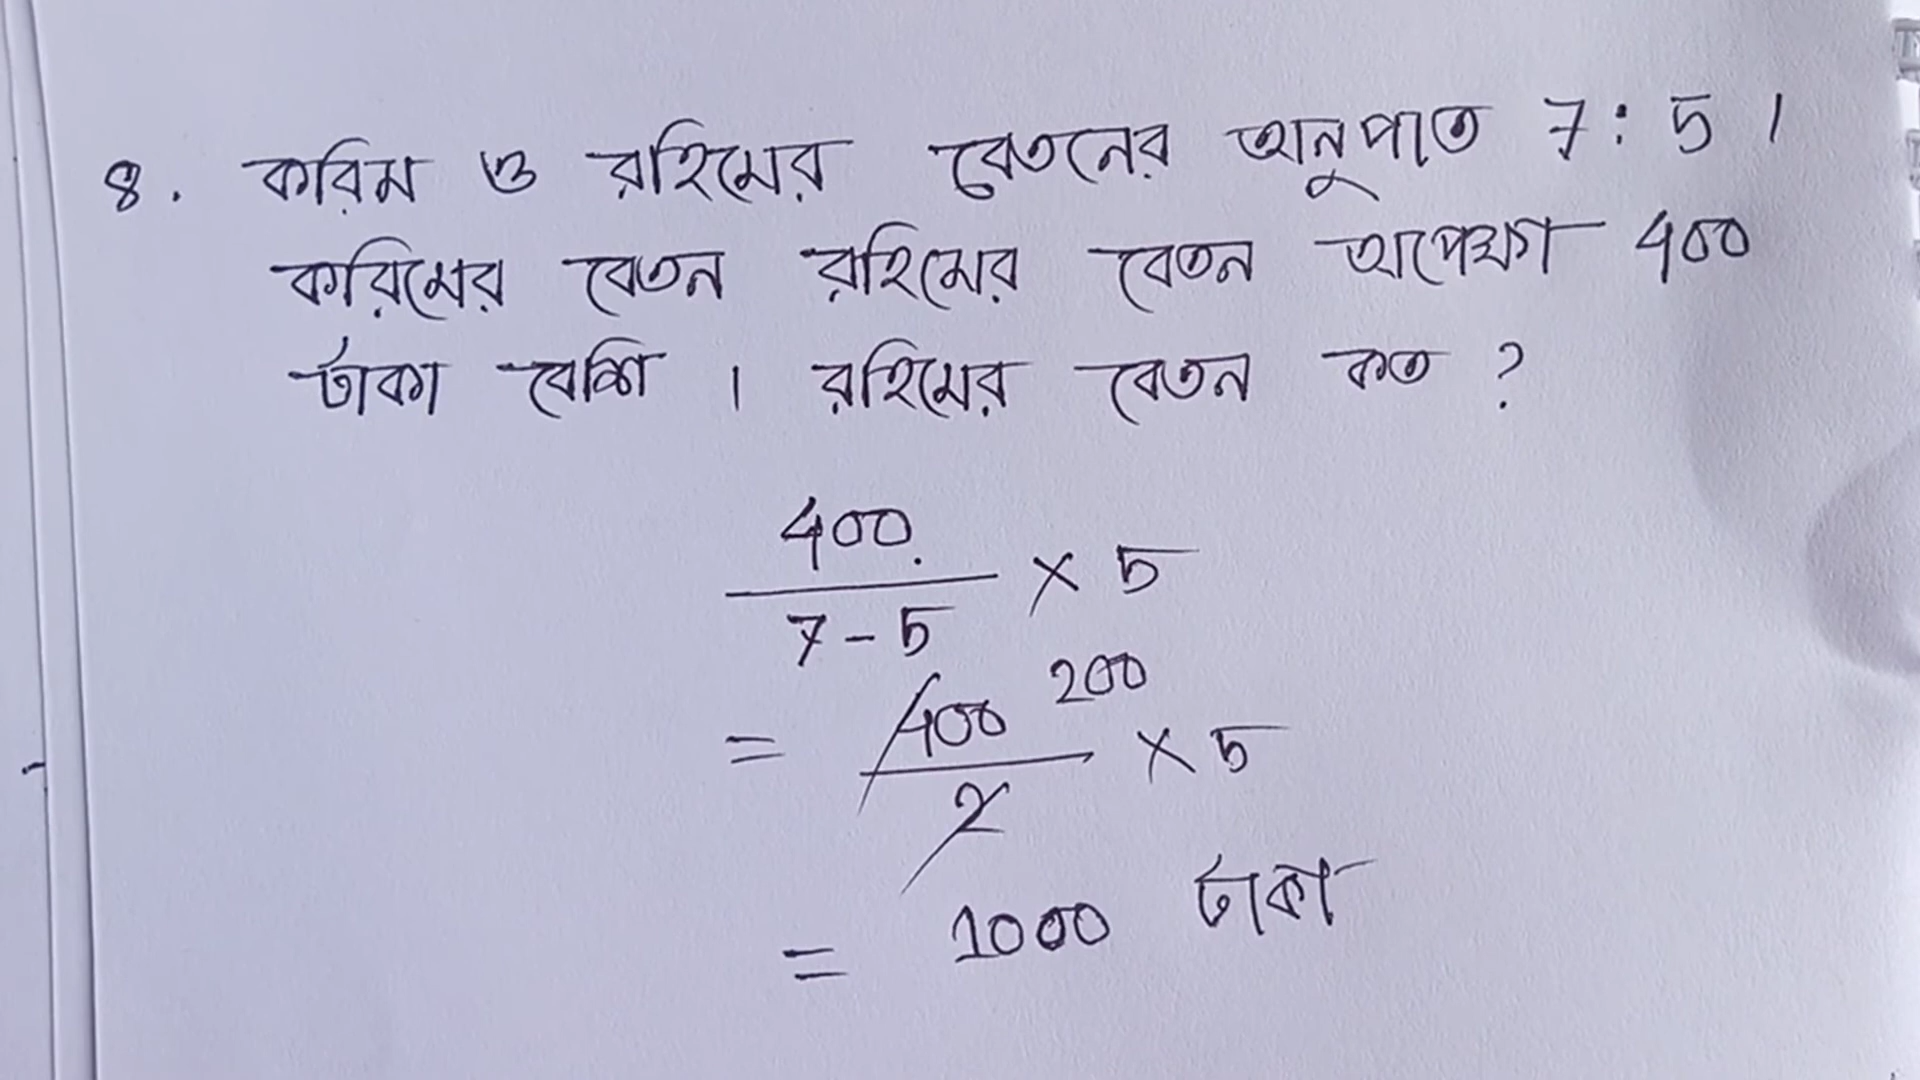 ৪. করিম ও রহিমের বেতনের অনুপাত 7 : 5 ।
করিমের বেতন রহিমের বেতন অপেক্ষা 400
টাকা বেশি । রহিমের বেতন কত ?
400
7 - 5 × 5
200
= 400
2 × 5
= 1000 টাকা